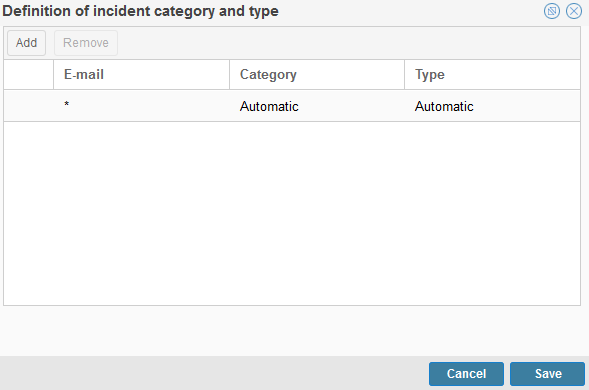 Definition of incident category and type
Add Remove
E-mail Category Type
* Automatic Automatic
Cancel Save